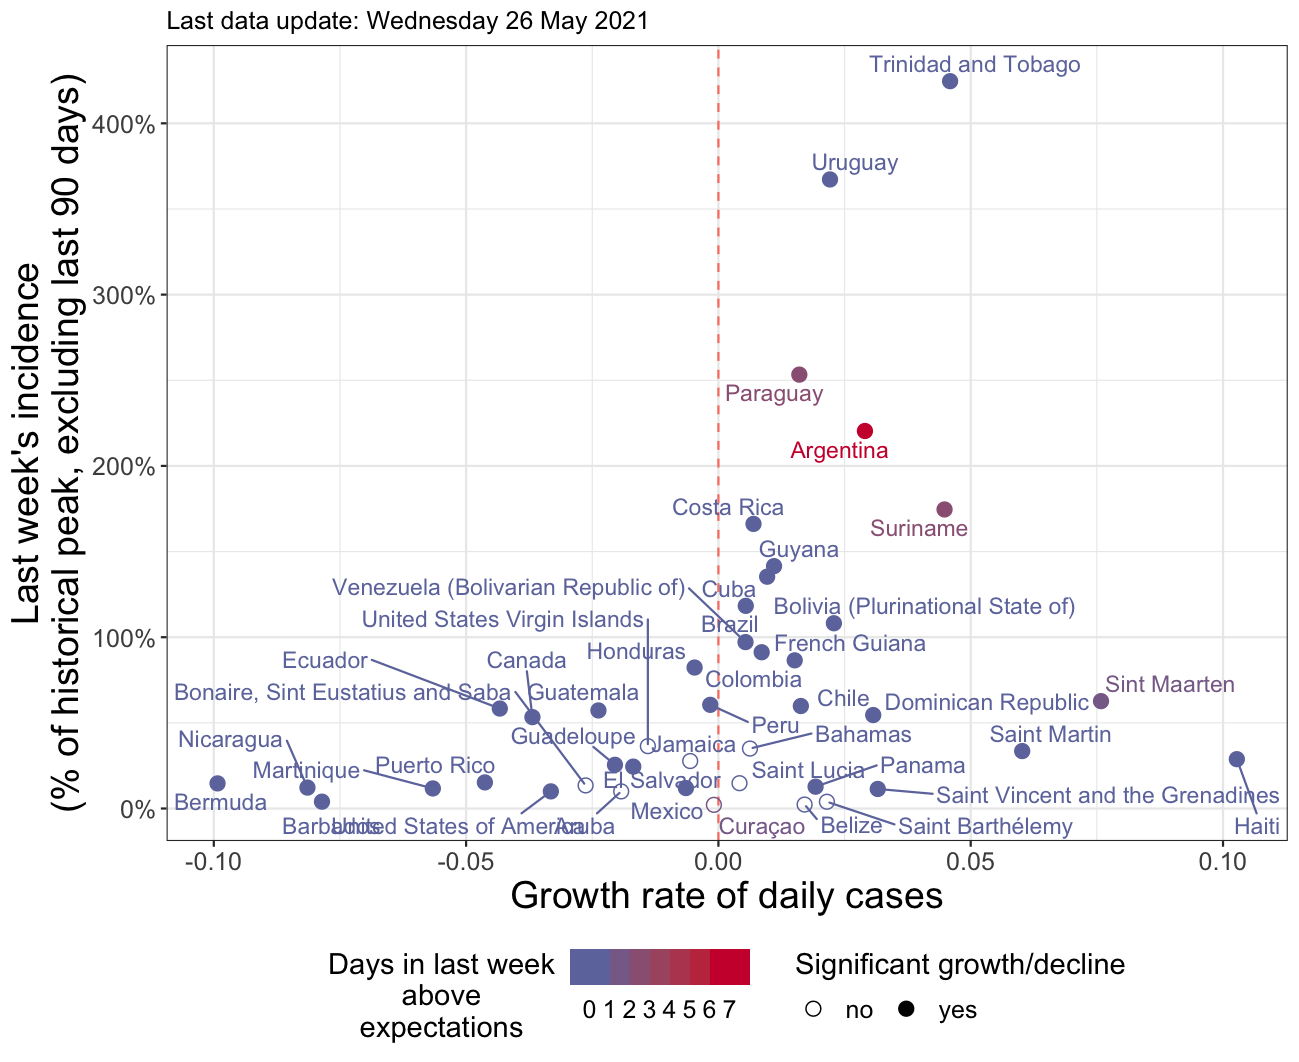 Last data update: Wednesday 26 May 2021
Last week's incidence
(% of historical peak, excluding last 90 days)
400%
300%
200%
100%
0%
Trinidad and Tobago
Uruguay
Paraguay
Argentina
Costa Rica
Suriname
Guyana
Venezuela (Bolivarian Republic of)
Cuba
Bolivia (Plurinational State of)
United States Virgin Islands
Brazil
French Guiana
Honduras
Ecuador
Canada
Colombia
Sint Maarten
Bonaire, Sint Eustatius and Saba
Guatemala
Chile
Dominican Republic
Peru
Saint Martin
Nicaragua
Guadeloupe
Jamaica
Bahamas
Martinique
Puerto Rico
Saint Lucia
Panama
El Salvador
Bermuda
Saint Vincent and the Grenadines
Mexico
Barbados
United States of America
Aruba
Curaçao
Belize
Saint Barthélemy
Haiti
-0.10
-0.05
0.00
0.05
0.10
Growth rate of daily cases
Days in last week
above
expectations
0 1 2 3 4 5 6 7
Significant growth/decline
no
yes